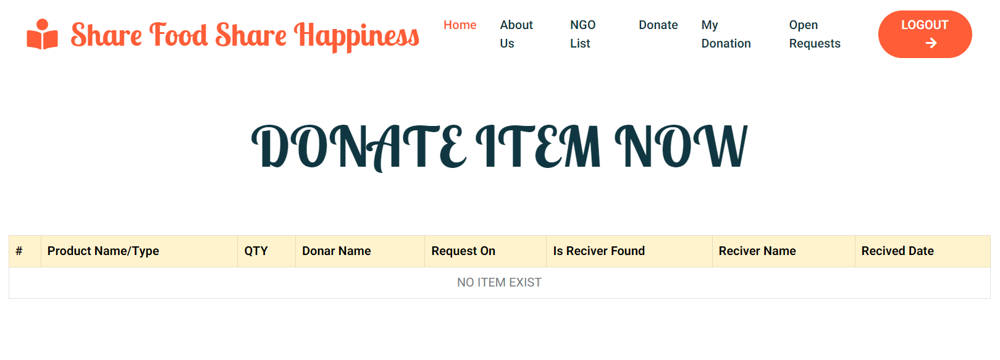 Share Food Share Happiness
Home
About
Us
NGO
List
Donate
My
Donation
Open
Requests
LOGOUT
DONATE ITEM NOW
# Product Name/Type QTY Donar Name Request On Is Reciver Found Reciver Name Recived Date
NO ITEM EXIST